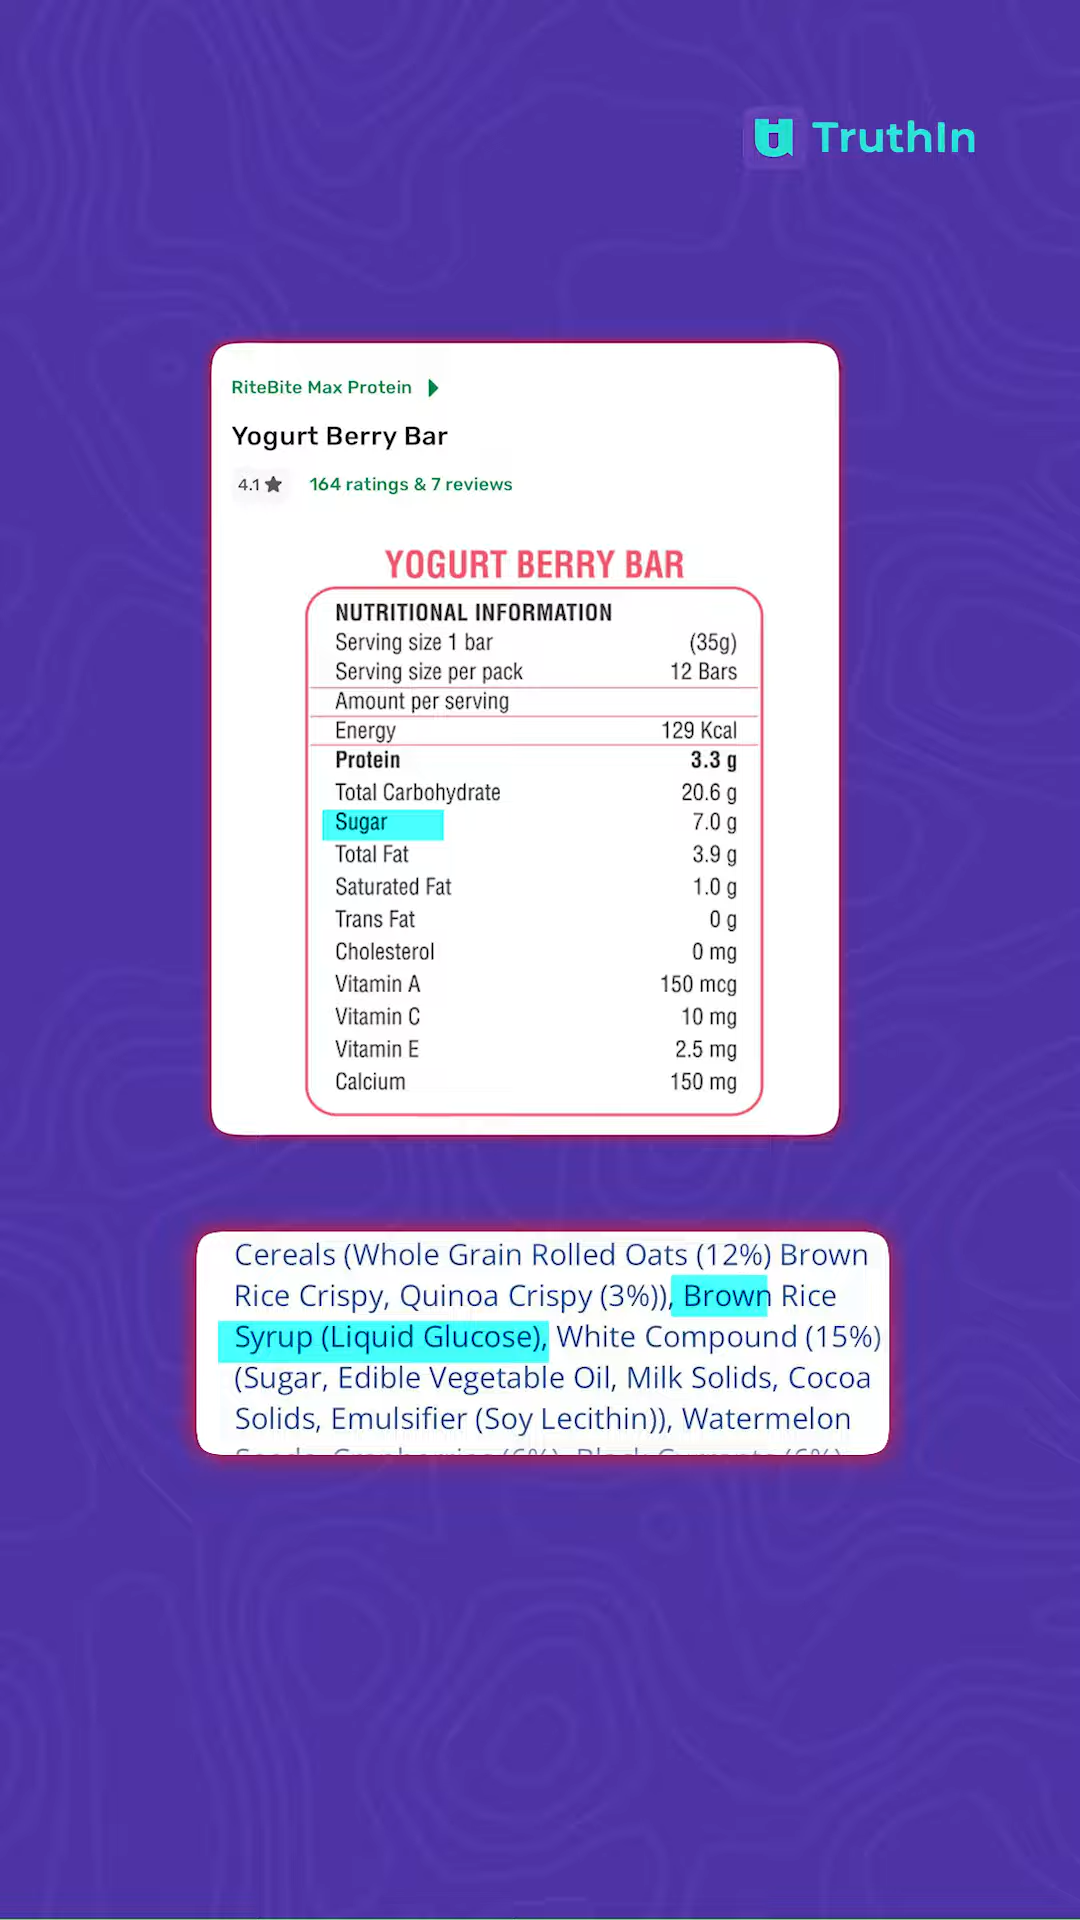 TruthIn
RiteBite Max Protein
Yogurt Berry Bar
4.1 ★ 164 ratings & 7 reviews
YOGURT BERRY BAR
NUTRITIONAL INFORMATION
Serving size 1 bar (35g)
Serving size per pack 12 Bars
Amount per serving
Energy 129 Kcal
Protein 3.3 g
Total Carbohydrate 20.6 g
Sugar 7.0 g
Total Fat 3.9 g
Saturated Fat 1.0 g
Trans Fat 0 g
Cholesterol 0 mg
Vitamin A 150 mcg
Vitamin C 10 mg
Vitamin E 2.5 mg
Calcium 150 mg
Cereals (Whole Grain Rolled Oats (12%) Brown
Rice Crispy, Quinoa Crispy (3%)), Brown Rice
Syrup (Liquid Glucose), White Compound (15%)
(Sugar, Edible Vegetable Oil, Milk Solids, Cocoa
Solids, Emulsifier (Soy Lecithin)), Watermelon